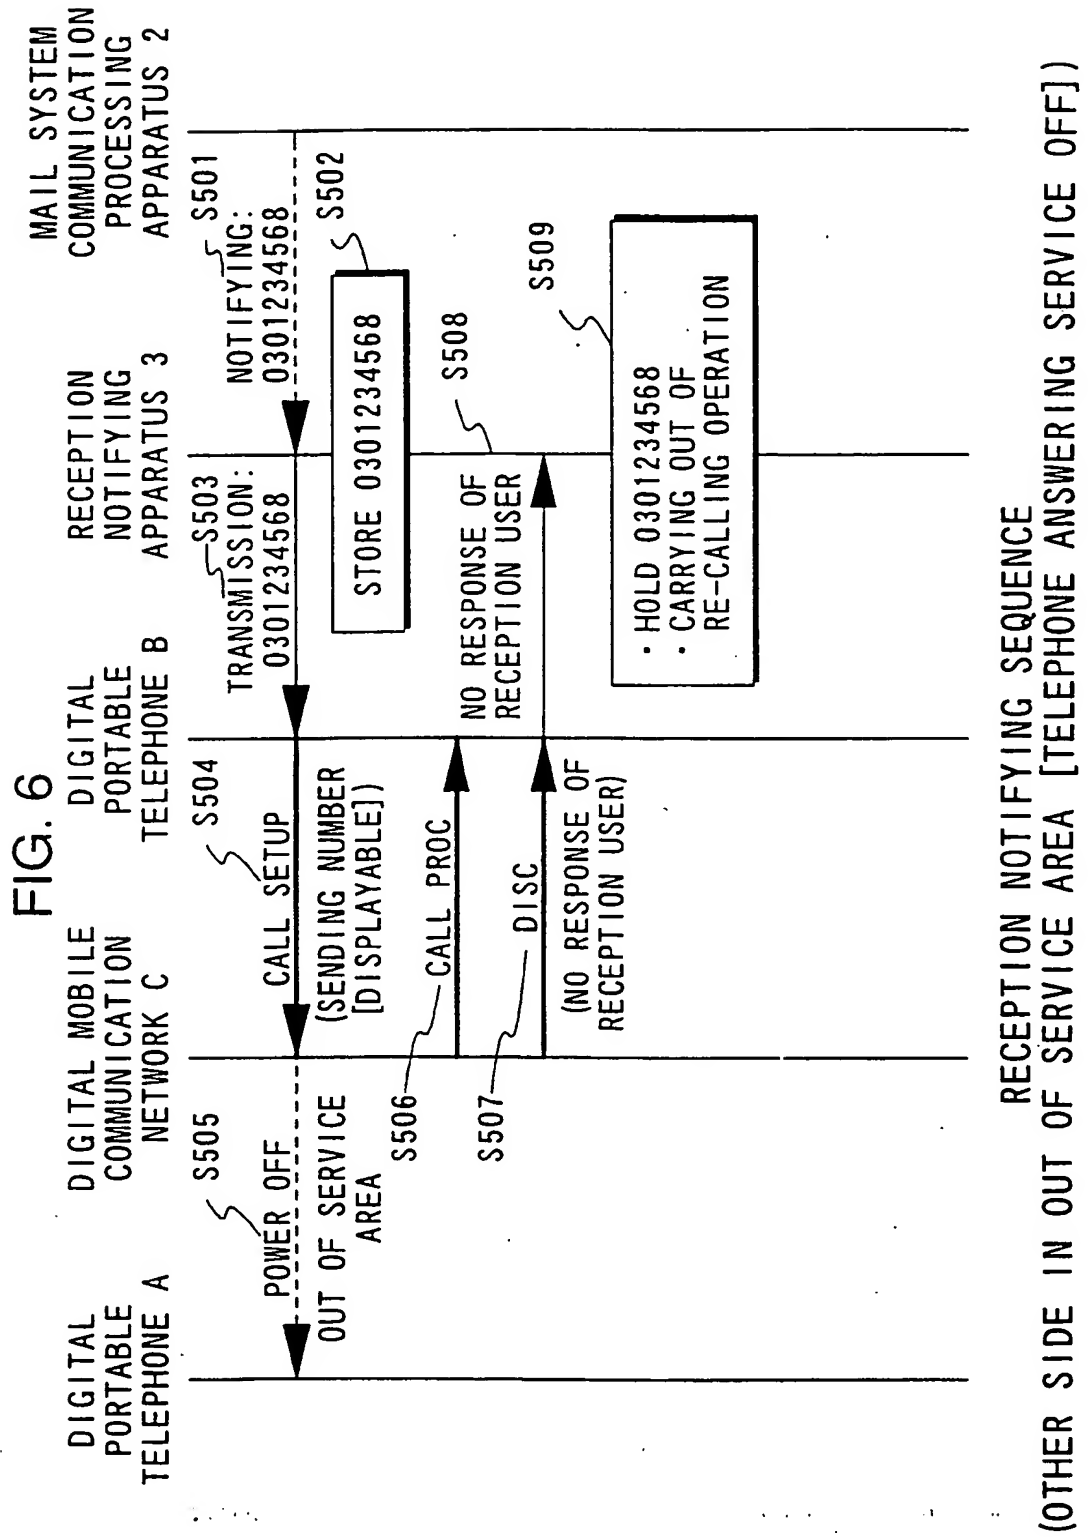 FIG. 6
DIGITAL
PORTABLE
TELEPHONE A
DIGITAL MOBILE
COMMUNICATION
NETWORK C
DIGITAL
PORTABLE
TELEPHONE B
RECEPTION
NOTIFYING
APPARATUS 3
MAIL SYSTEM
COMMUNICATION
PROCESSING
APPARATUS 2
S505
POWER OFF
OUT OF SERVICE
AREA
S504
CALL SETUP
(SENDING NUMBER
[DISPLAYABLE])
S503
TRANSMISSION:
0301234568
S501
NOTIFYING:
0301234568
S502
STORE 0301234568
S506
CALL PROC
S507
DISC
(NO RESPONSE OF
RECEPTION USER)
NO RESPONSE OF
RECEPTION USER
S508
S509
・HOLD 0301234568
・CARRYING OUT OF
RE-CALLING OPERATION
RECEPTION NOTIFYING SEQUENCE
(OTHER SIDE IN OUT OF SERVICE AREA [TELEPHONE ANSWERING SERVICE OFF])